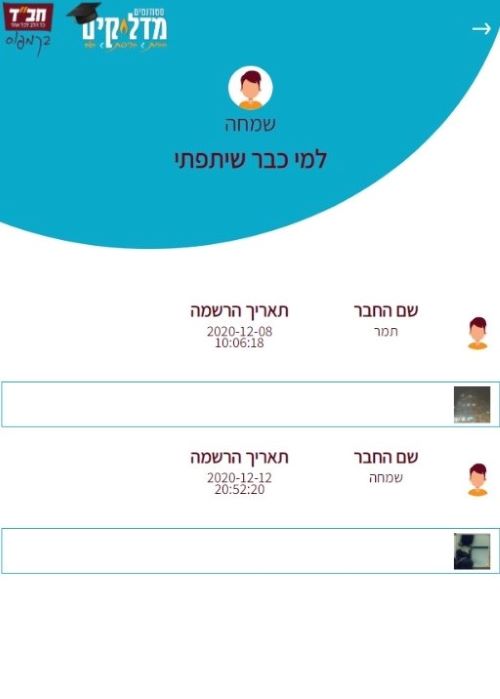 חב"ד
בקמפוס
סטודנטים
מדליקים
שמחה
למי כבר שיתפתי
שם החבר
תאריך הרשמה
תמר
2020-12-08
10:06:18
שם החבר
תאריך הרשמה
שמחה
2020-12-12
20:52:20